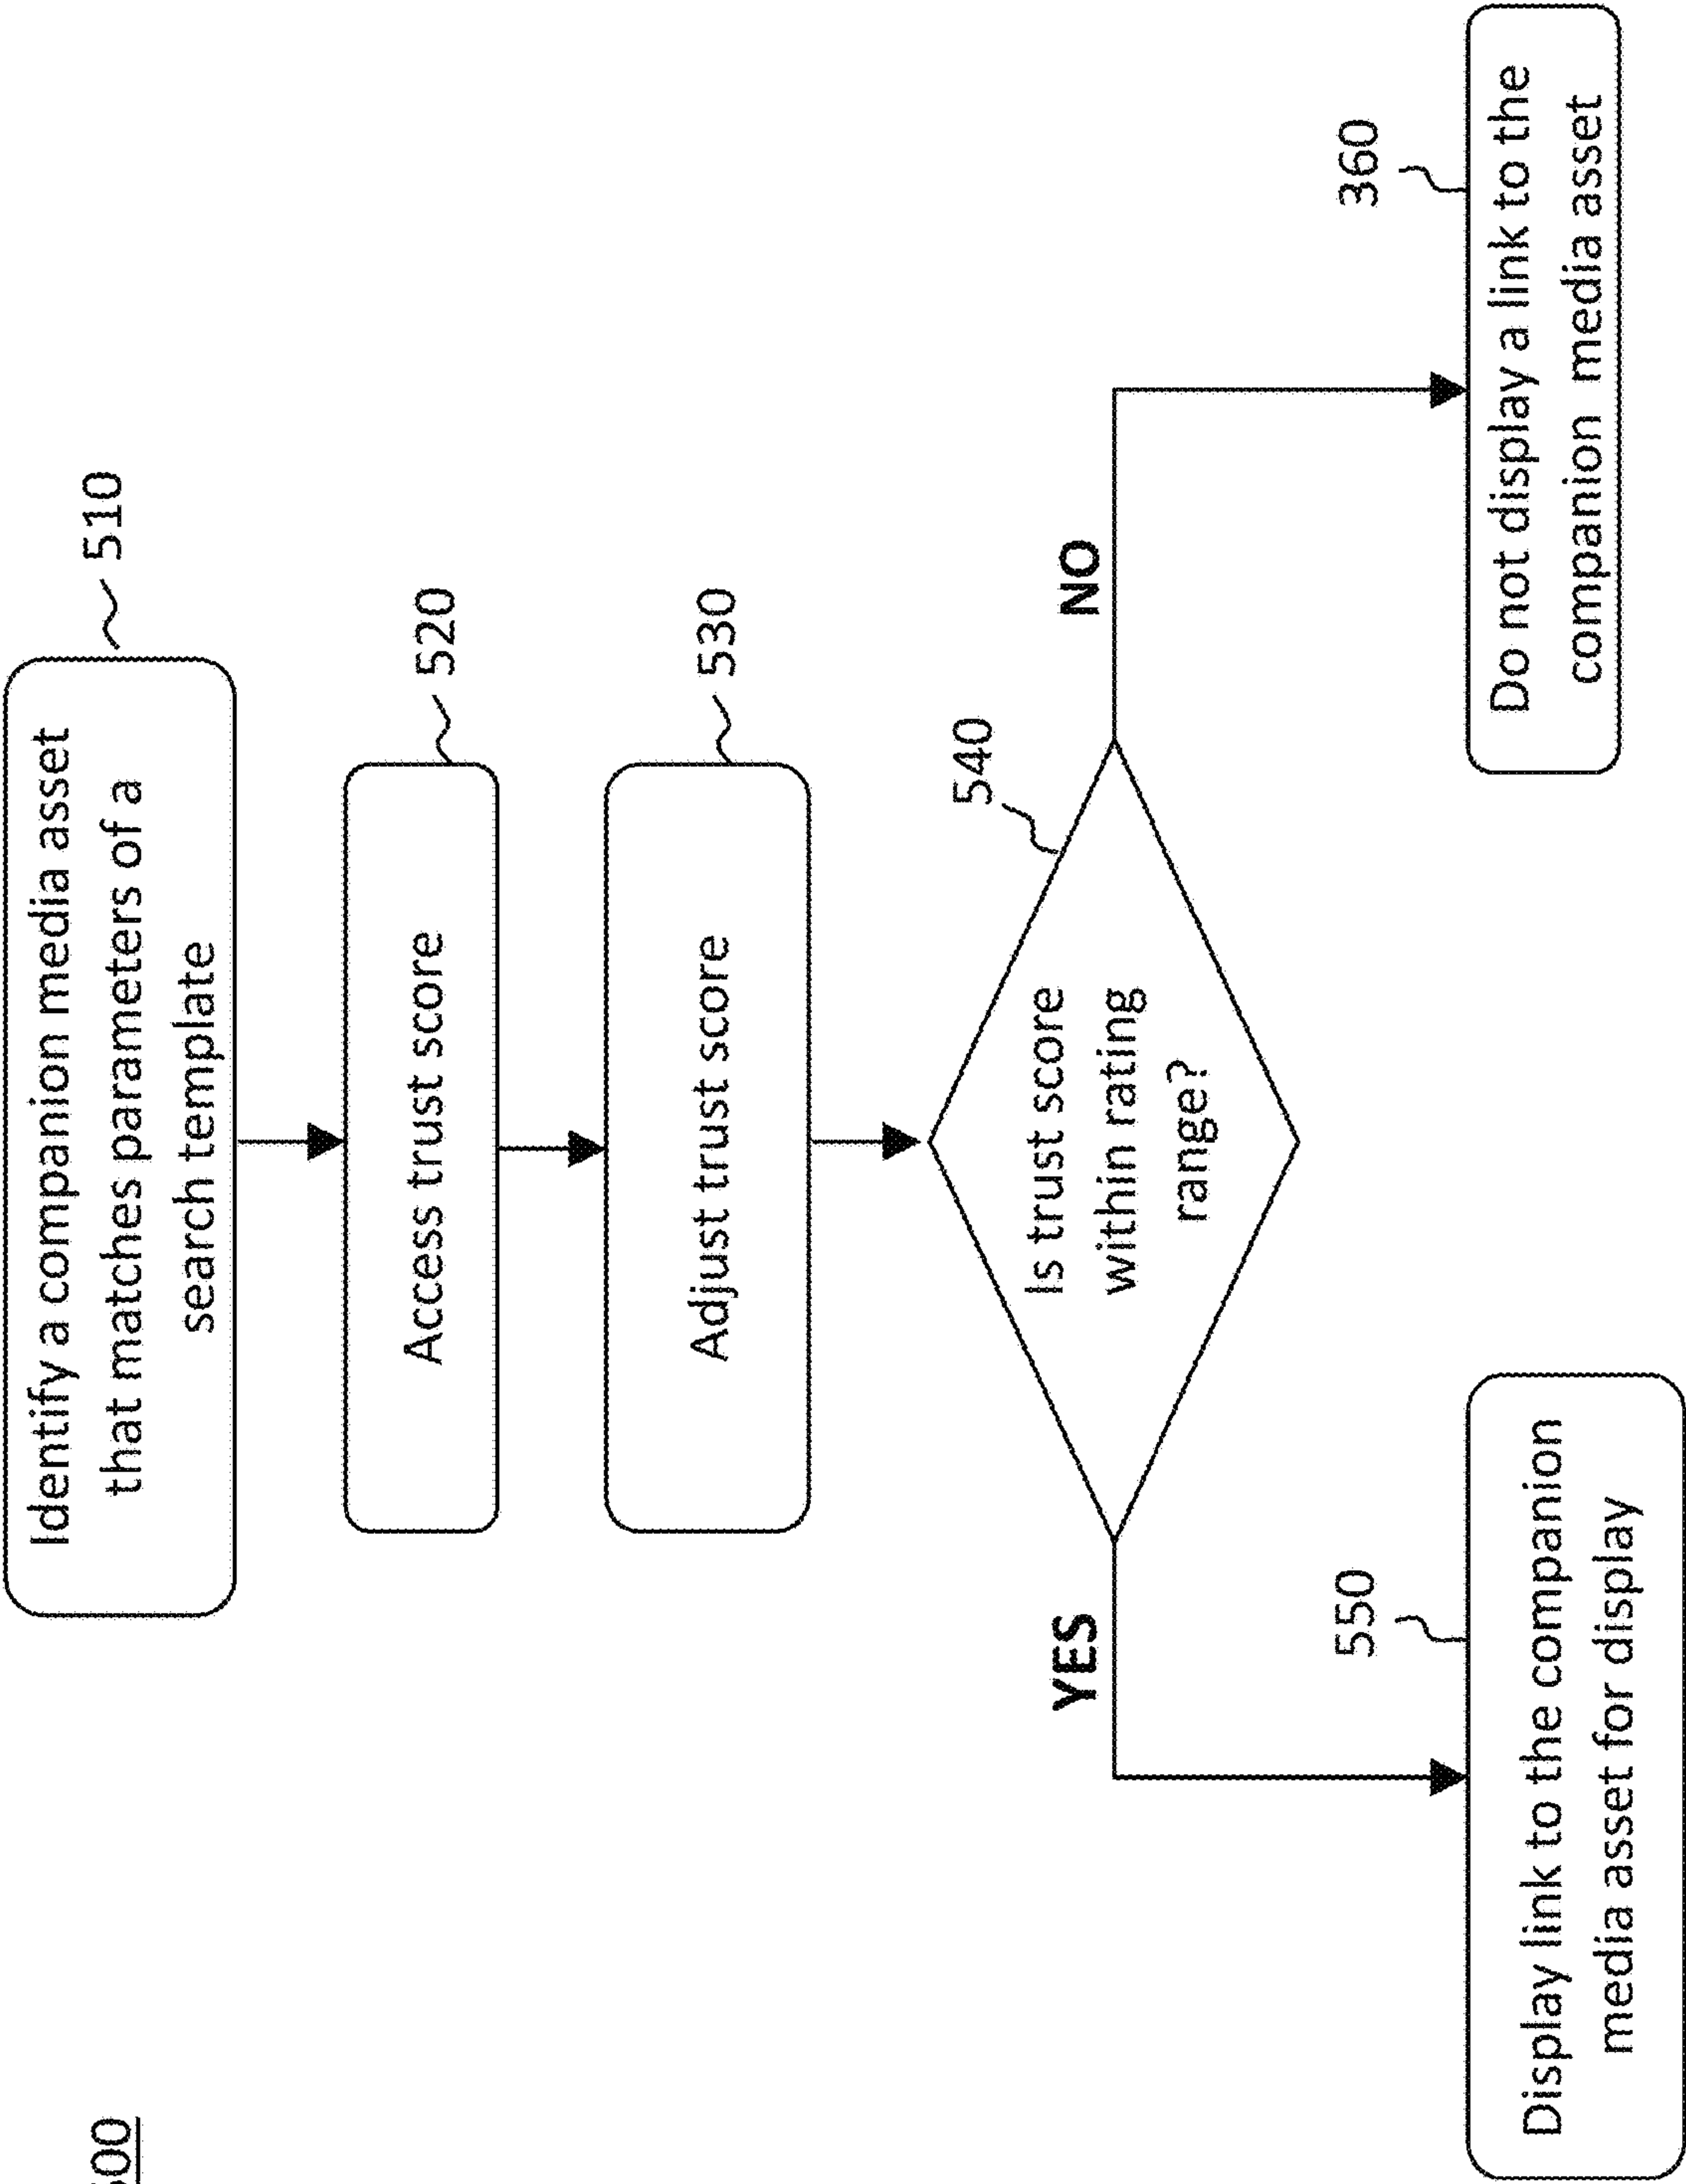 Identify a companion media asset
that matches parameters of a
search template
510
Access trust score
520
Adjust trust score
530
540
Is trust score
within rating
range?
YES
NO
550
Display link to the companion
media asset for display
360
Do not display a link to the
companion media asset